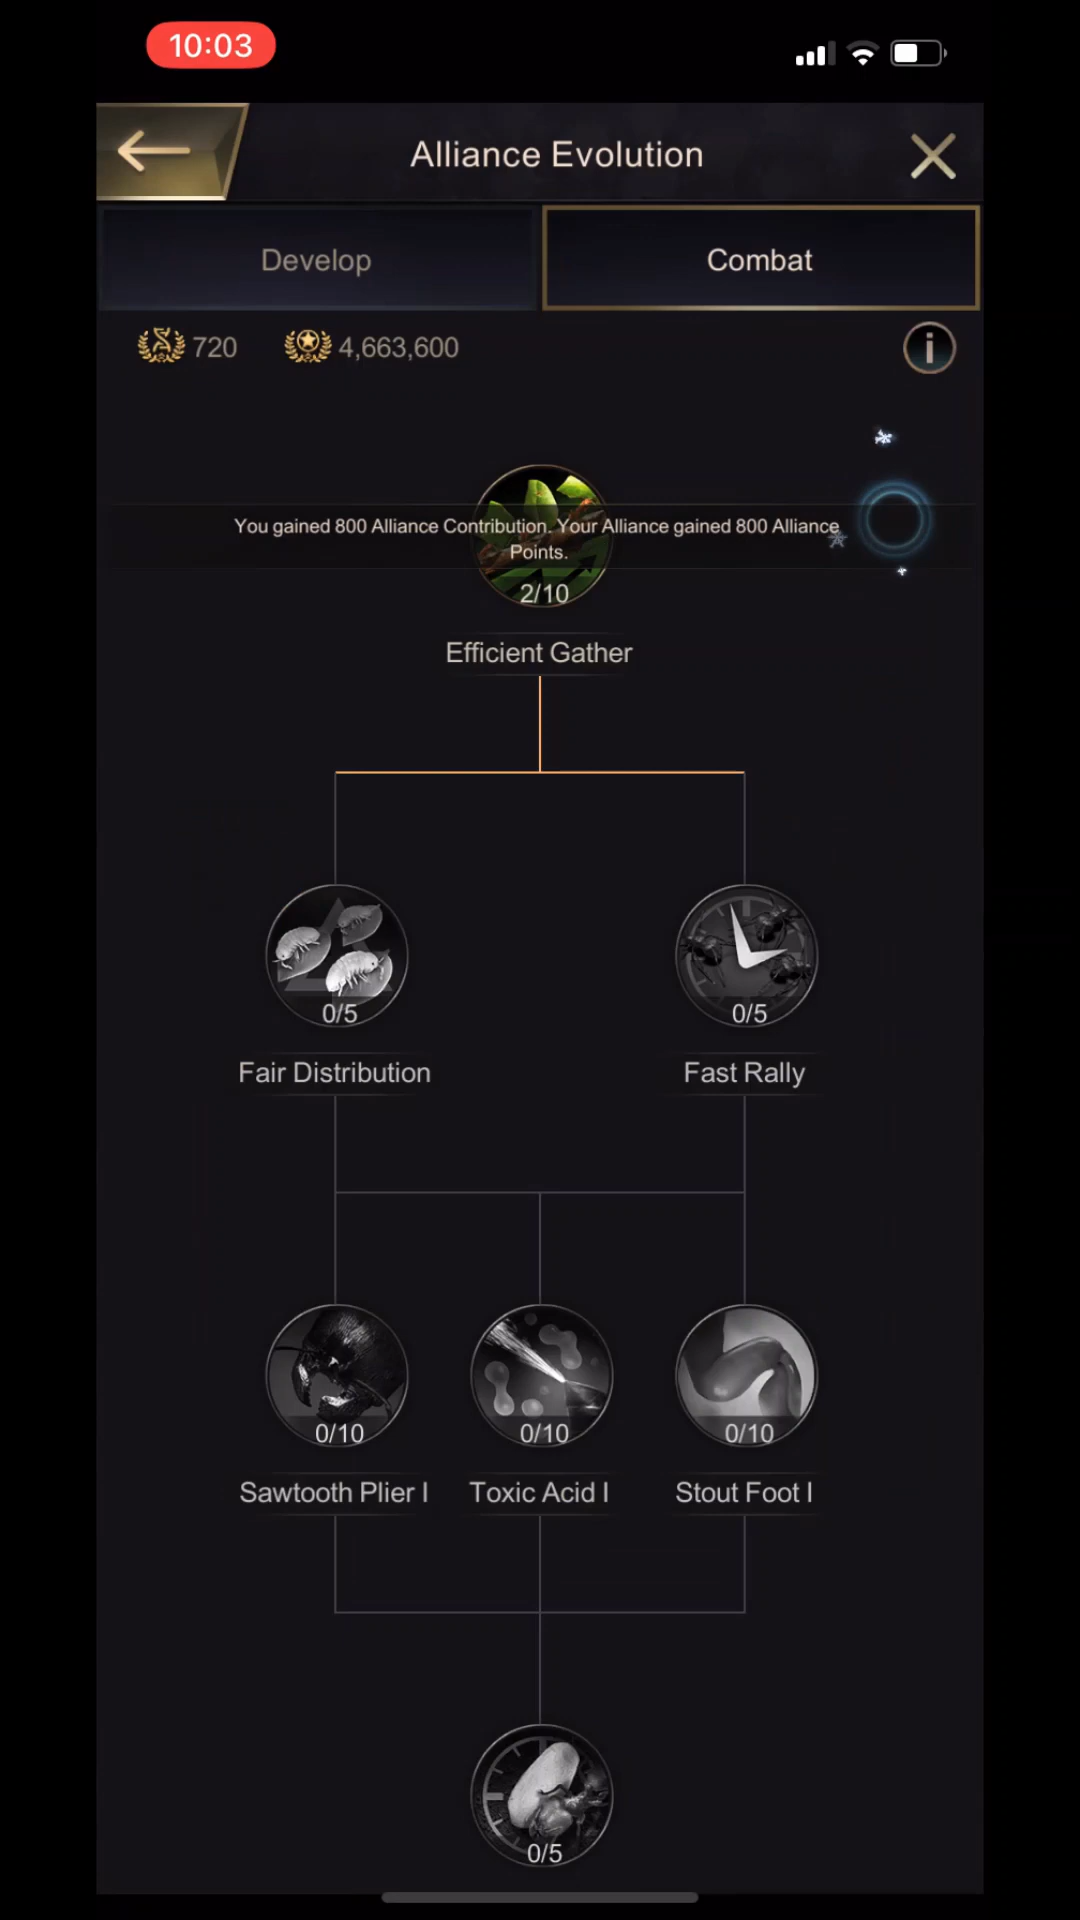 10:03
Alliance Evolution
Develop
Combat
720
4,663,600
i
You gained 800 Alliance Contribution. Your Alliance gained 800 Alliance
Points.
2/10
Efficient Gather
0/5
0/5
Fair Distribution
Fast Rally
0/10
0/10
0/10
Sawtooth Plier I
Toxic Acid I
Stout Foot I
0/5